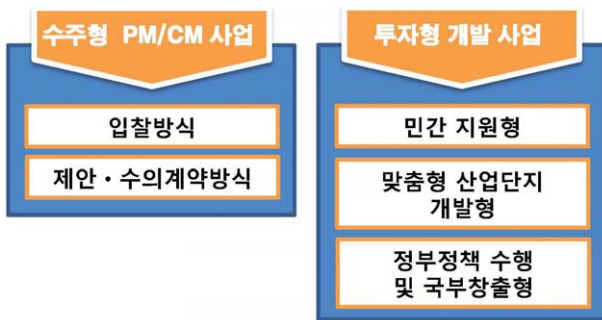 수주형 PM/CM 사업
입찰방식
제안・수의계약방식
투자형 개발 사업
민간 지원형
맞춤형 산업단지
개발형
정부정책 수행
및 국부창출형